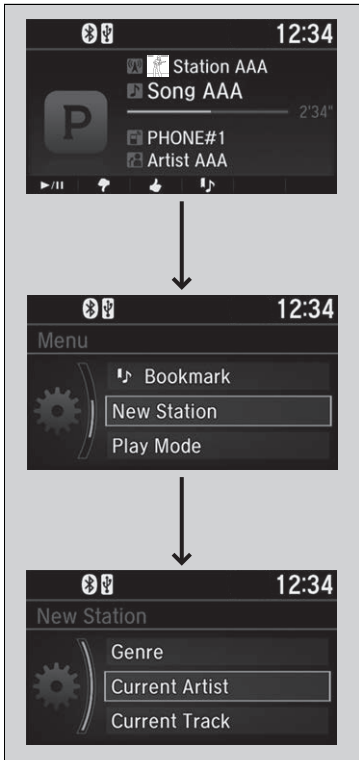 12:34
Station AAA
Song AAA
P
2'34"
PHONE#1
Artist AAA
12:34
Menu
Bookmark
New Station
Play Mode
12:34
New Station
Genre
Current Artist
Current Track